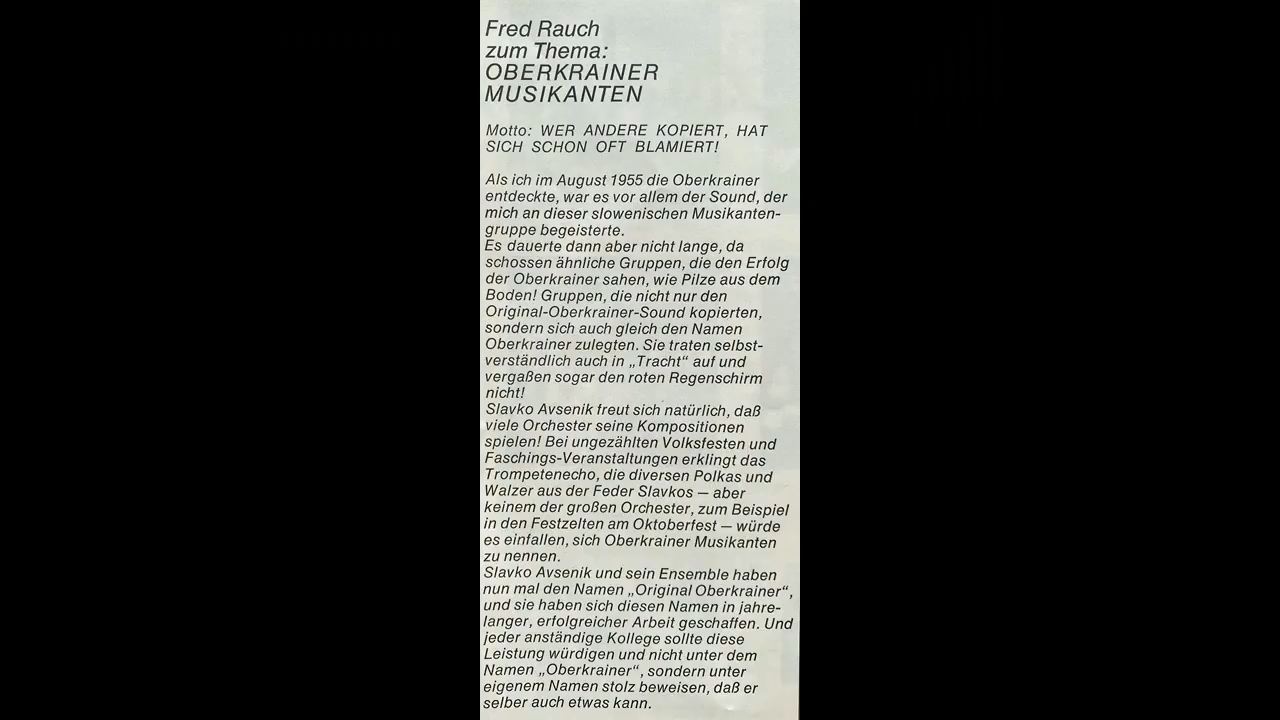 Fred Rauch
zum Thema:
OBERKRAINER
MUSIKANTEN
Motto: WER ANDERE KOPIERT, HAT
SICH SCHON OFT BLAMIERT!
Als ich im August 1955 die Oberkrainer
entdeckte, war es vor allem der Sound, der
mich an dieser slowenischen Musikanten-
gruppe begeisterte.
Es dauerte dann aber nicht lange, da
schossen ähnliche Gruppen, die den Erfolg
der Oberkrainer sahen, wie Pilze aus dem
Boden! Gruppen, die nicht nur den
Original-Oberkrainer-Sound kopierten,
sondern sich auch gleich den Namen
Oberkrainer zulegten. Sie traten selbst-
verständlich auch in „Tracht“ auf und
vergaßen sogar den roten Regenschirm
nicht!
Slavko Avsenik freut sich natürlich, daß
viele Orchester seine Kompositionen
spielen! Bei ungezählten Volksfesten und
Faschings-Veranstaltungen erklingt das
Trompetenecho, die diversen Polkas und
Walzer aus der Feder Slavkos — aber
keinem der großen Orchester, zum Beispiel
in den Festzelten am Oktoberfest — würde
es einfallen, sich Oberkrainer Musikanten
zu nennen.
Slavko Avsenik und sein Ensemble haben
nun mal den Namen „Original Oberkrainer“,
und sie haben sich diesen Namen in jahre-
langer, erfolgreicher Arbeit geschaffen. Und
jeder anständige Kollege sollte diese
Leistung würdigen und nicht unter dem
Namen „Oberkrainer“, sondern unter
eigenem Namen stolz beweisen, daß er
selber auch etwas kann.